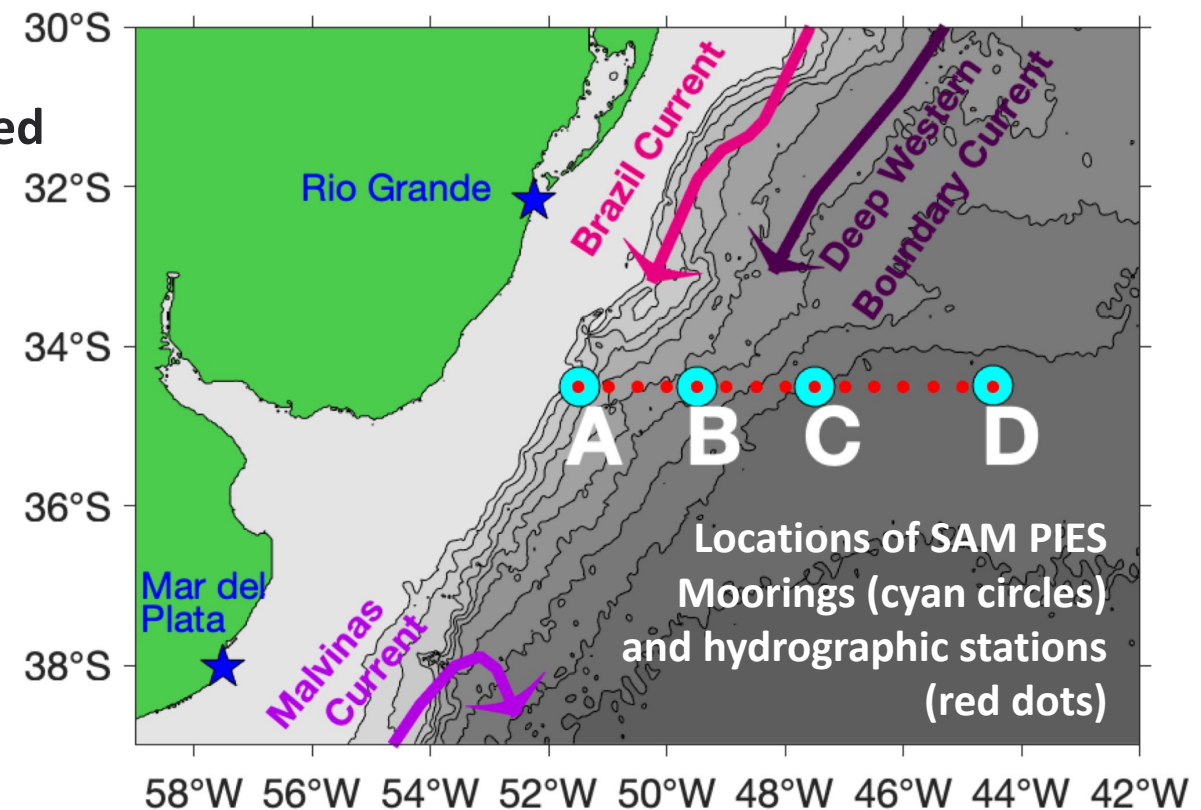 30°S
ed
Brazil Current
Deep Western
Boundary Current
Rio Grande
32°S
34°S
A B C D
36°S
Locations of SAM PIES
Moorings (cyan circles)
and hydrographic stations
(red dots)
Mar del
Plata
Malvinas
Current
38°S
58°W 56°W 54°W 52°W 50°W 48°W 46°W 44°W 42°W